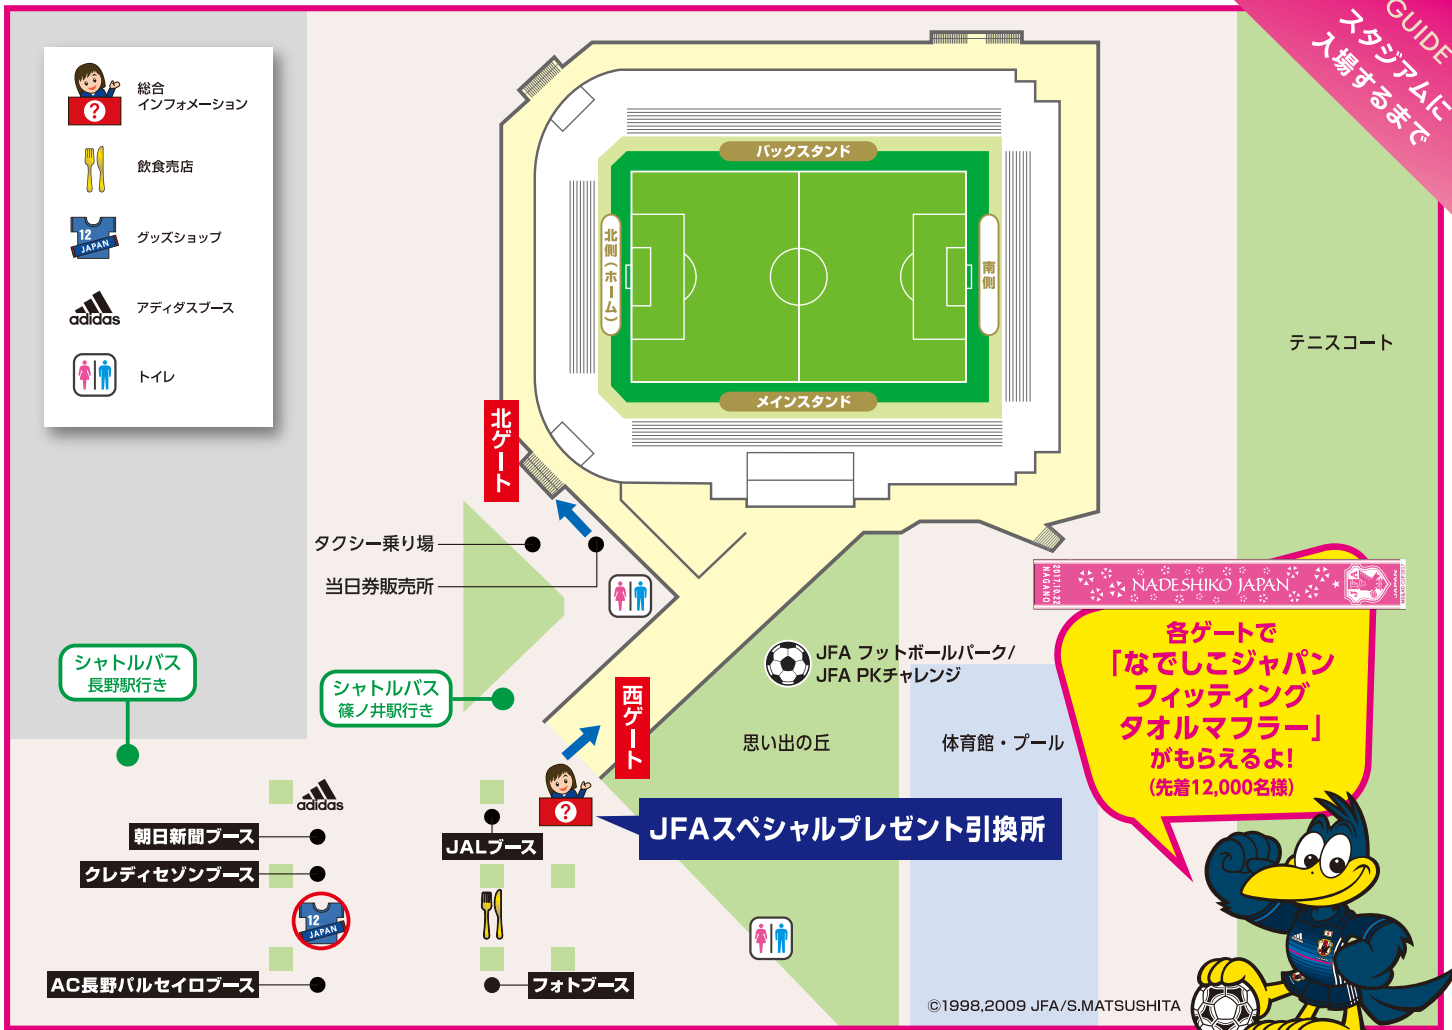 GUIDE
スタジアムに
入場するまで
総合
インフォメーション
飲食売店
12
JAPAN
グッズショップ
adidas
アディダスブース
トイレ
バックスタンド
北側(ホーム)
南側
メインスタンド
テニスコート
北ゲート
タクシー乗り場
当日券販売所
シャトルバス
長野駅行き
シャトルバス
篠ノ井駅行き
西ゲート
JFA フットボールパーク/
JFA PKチャレンジ
思い出の丘
体育館・プール
2017.10.22
NAGANO
NADESHIKO JAPAN
JFA
JAPAN
各ゲートで
「なでしこジャパン
フィッティング
タオルマフラー」
がもらえるよ!
(先着12,000名様)
adidas
朝日新聞ブース
クレディセゾンブース
12
JAPAN
AC長野パルセイロブース
JALブース
フォトブース
JFAスペシャルプレゼント引換所
©1998,2009 JFA/S.MATSUSHITA